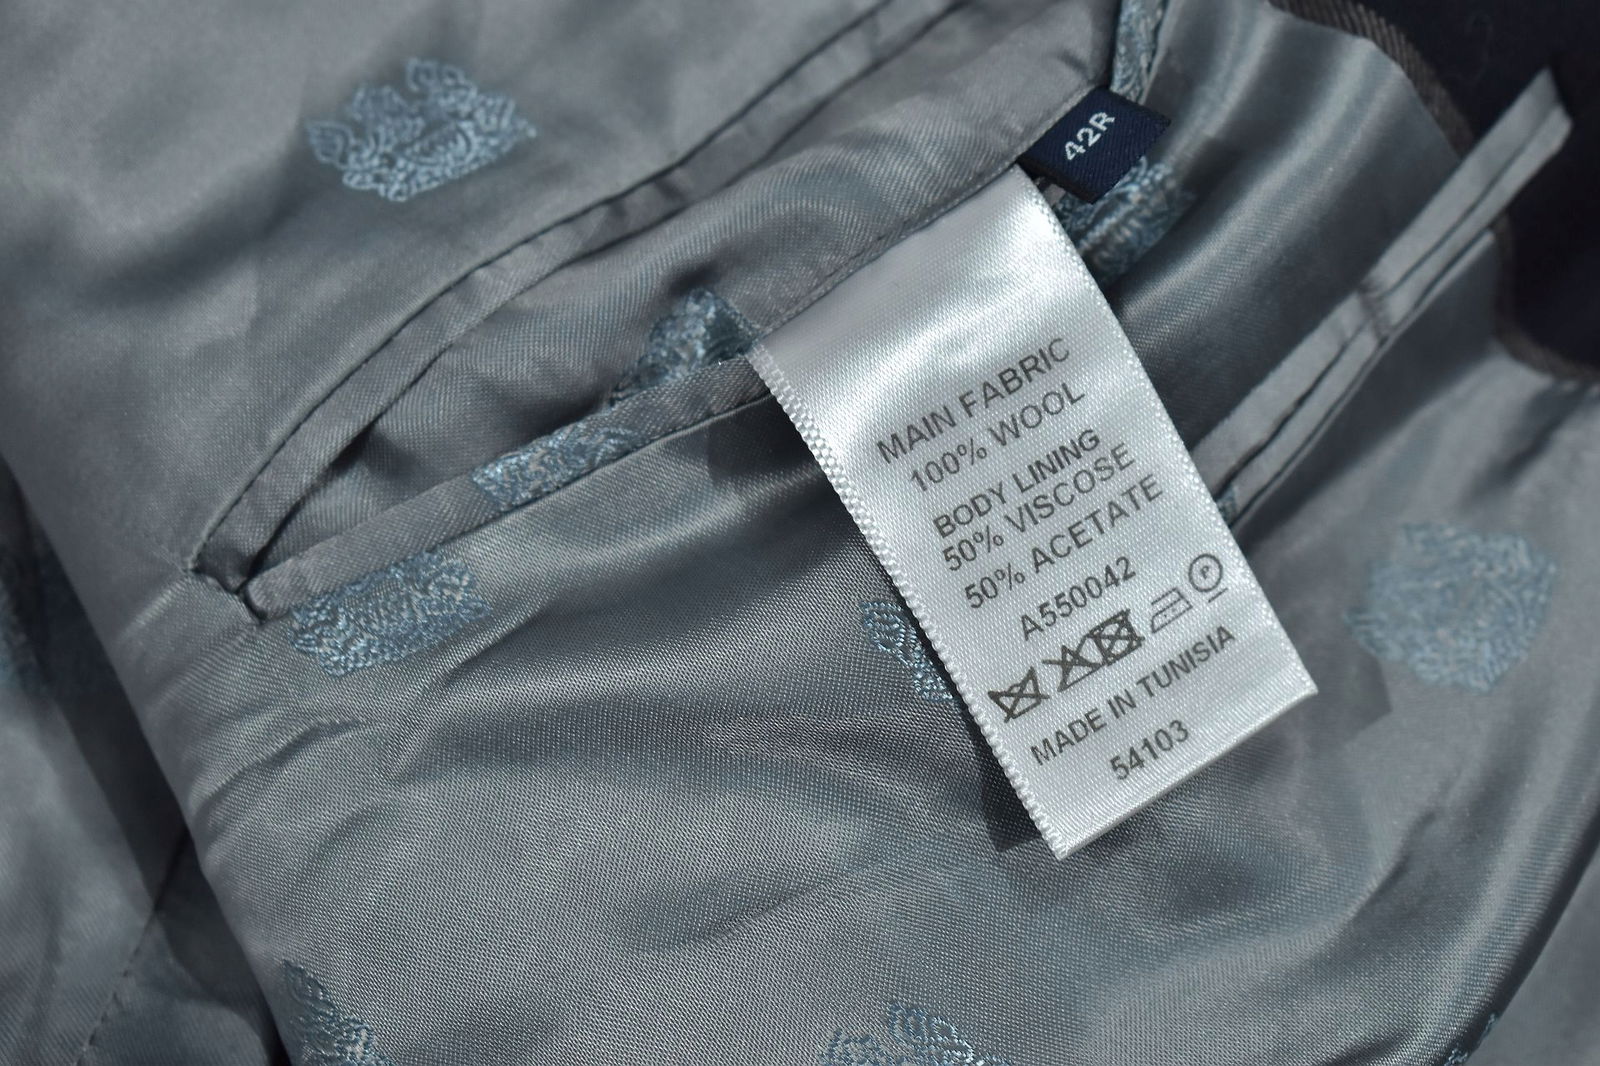 42R
MAIN FABRIC
100% WOOL
BODY LINING
50% VISCOSE
50% ACETATE
A550042
P
MADE IN TUNISIA
54103